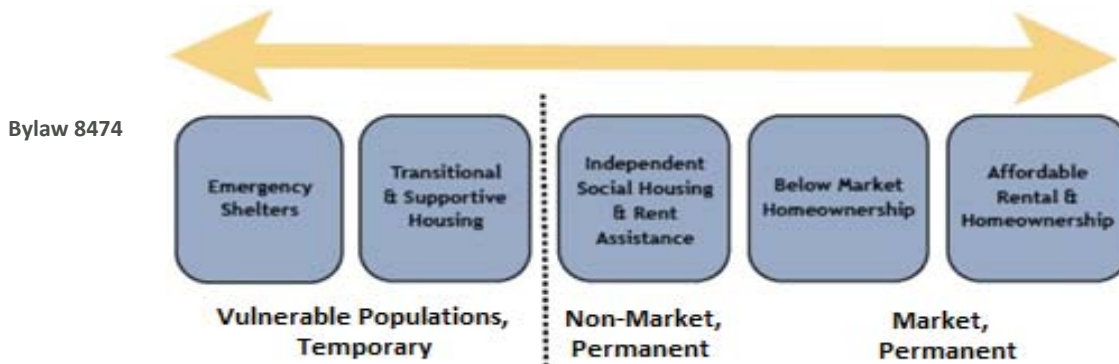 Bylaw 8474
Emergency
Shelters
Transitional
& Supportive
Housing
Independent
Social Housing
& Rent
Assistance
Below Market
Homeownership
Affordable
Rental &
Homeownership
Vulnerable Populations,
Temporary
Non-Market,
Permanent
Market,
Permanent